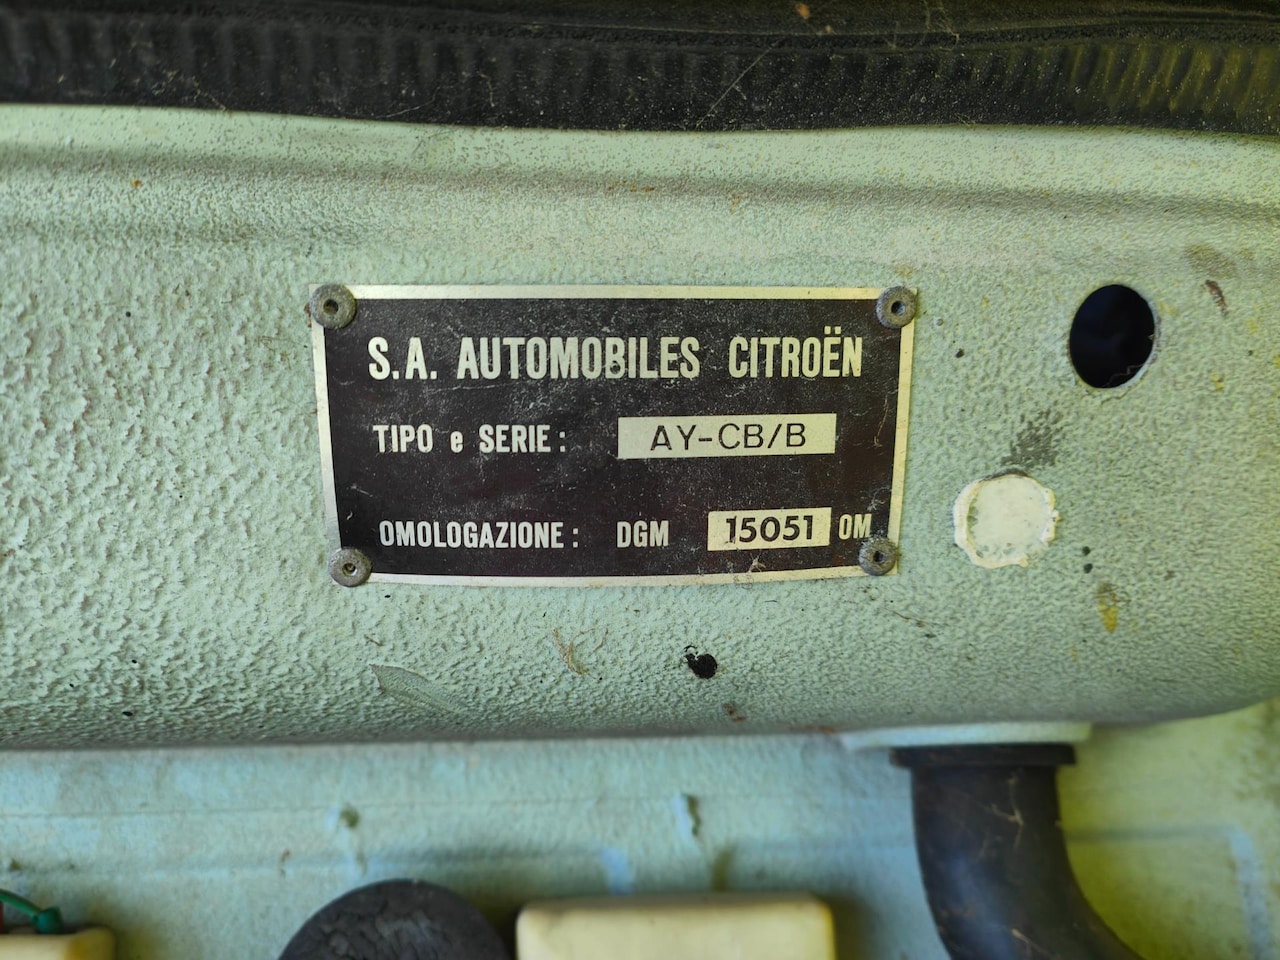 S.A. AUTOMOBILES CITROËN
TIPO e SERIE: AY-CB/B
OMOLOGAZIONE: DGM 15051 OM